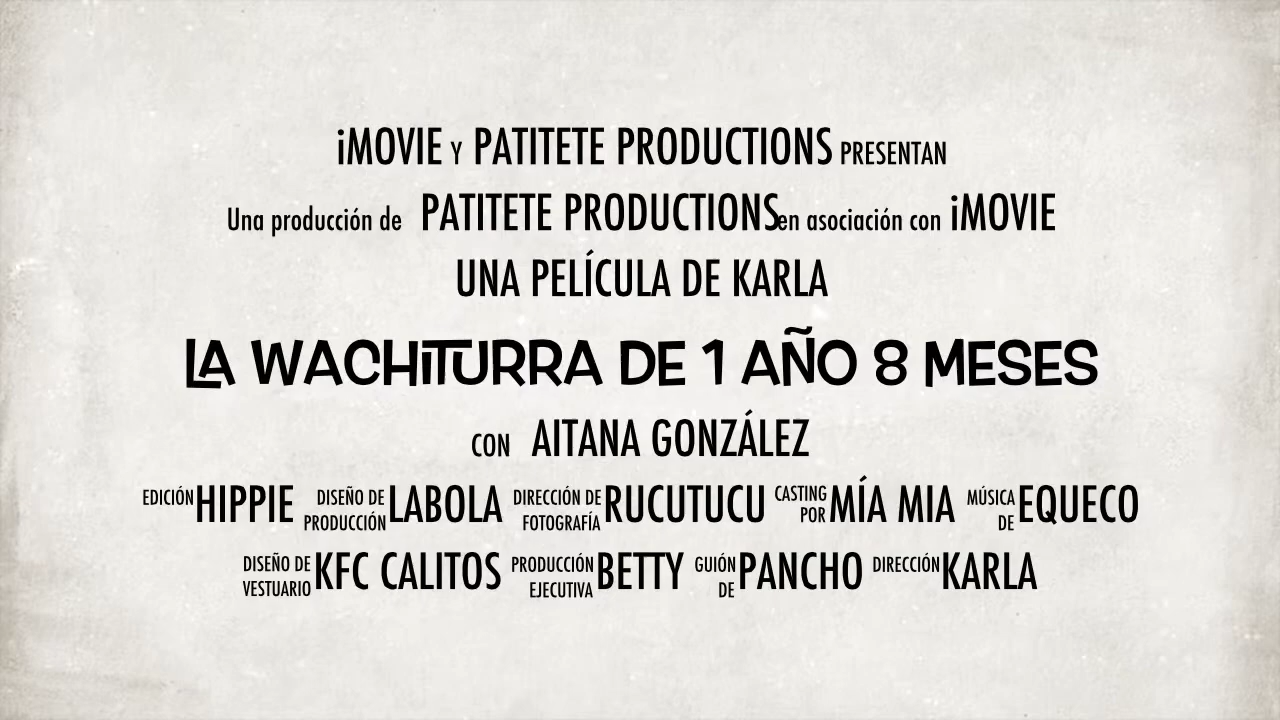 iMOVIE Y PATITETE PRODUCTIONS PRESENTAN
Una producción de PATITETE PRODUCTIONS en asociación con iMOVIE
UNA PELÍCULA DE KARLA
LA WACHITURRA DE 1 AÑO 8 MESES
CON AITANA GONZÁLEZ
EDICIÓN HIPPIE DISEÑO DE PRODUCCIÓN LABOLA DIRECCIÓN DE FOTOGRAFÍA RUCUTUCU CASTING POR MÍA MIA MÚSICA DE EQUECO
DISEÑO DE VESTUARIO KFC CALITOS PRODUCCIÓN EJECUTIVA BETTY GUIÓN DE PANCHO DIRECCIÓN KARLA